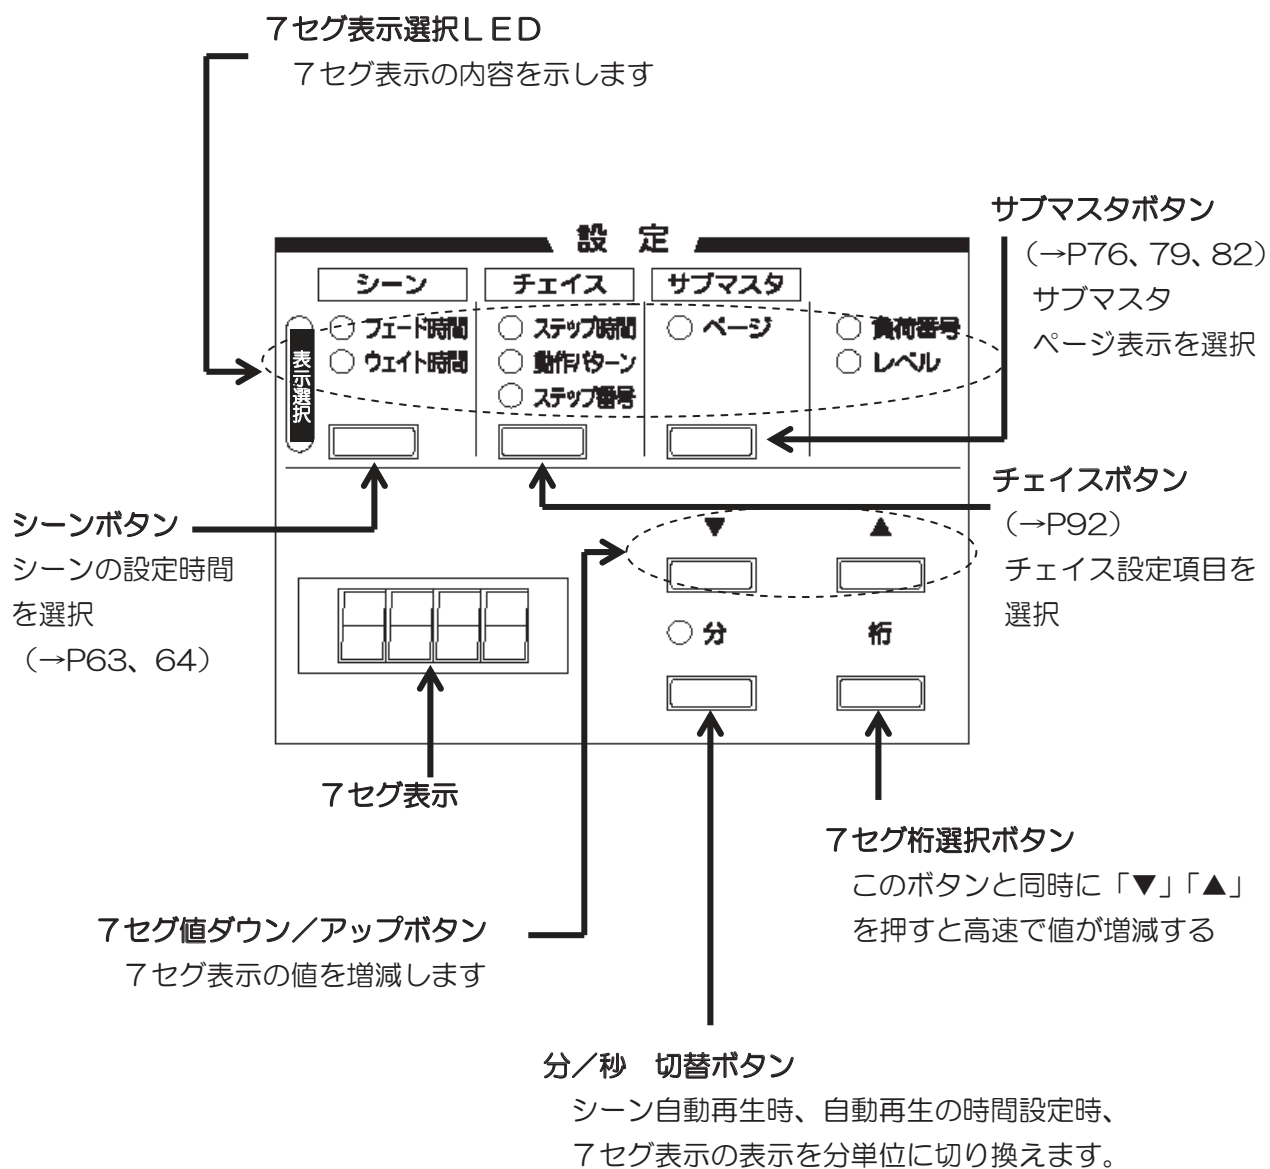 ７セグ表示選択ＬＥＤ
７セグ表示の内容を示します
サブマスタボタン
（→P76、79、82）
サブマスタ
ページ表示を選択
設 定
シーン
チェイス
サブマスタ
表示選択
フェード時間
ステップ時間
ページ
負荷番号
ウェイト時間
動作パターン
レベル
ステップ番号
チェイスボタン
（→P92）
チェイス設定項目を
選択
シーンボタン
シーンの設定時間
を選択
（→P63、64）
▼
▲
分
桁
７セグ表示
７セグ桁選択ボタン
このボタンと同時に「▼」「▲」
を押すと高速で値が増減する
７セグ値ダウン／アップボタン
７セグ表示の値を増減します
分／秒　切替ボタン
シーン自動再生時、自動再生の時間設定時、
７セグ表示の表示を分単位に切り換えます。